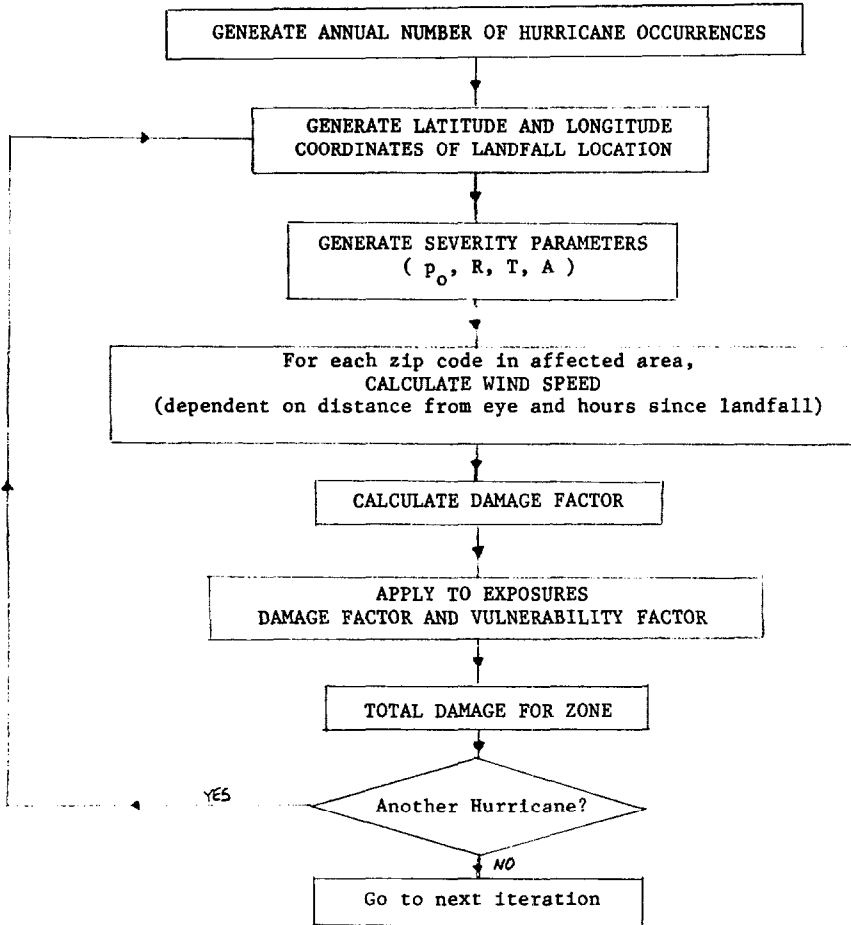 GENERATE ANNUAL NUMBER OF HURRICANE OCCURRENCES
GENERATE LATITUDE AND LONGITUDE
COORDINATES OF LANDFALL LOCATION
GENERATE SEVERITY PARAMETERS
( p_o, R, T, A )
For each zip code in affected area,
CALCULATE WIND SPEED
(dependent on distance from eye and hours since landfall)
CALCULATE DAMAGE FACTOR
APPLY TO EXPOSURES
DAMAGE FACTOR AND VULNERABILITY FACTOR
TOTAL DAMAGE FOR ZONE
Another Hurricane?
YES
NO
Go to next iteration